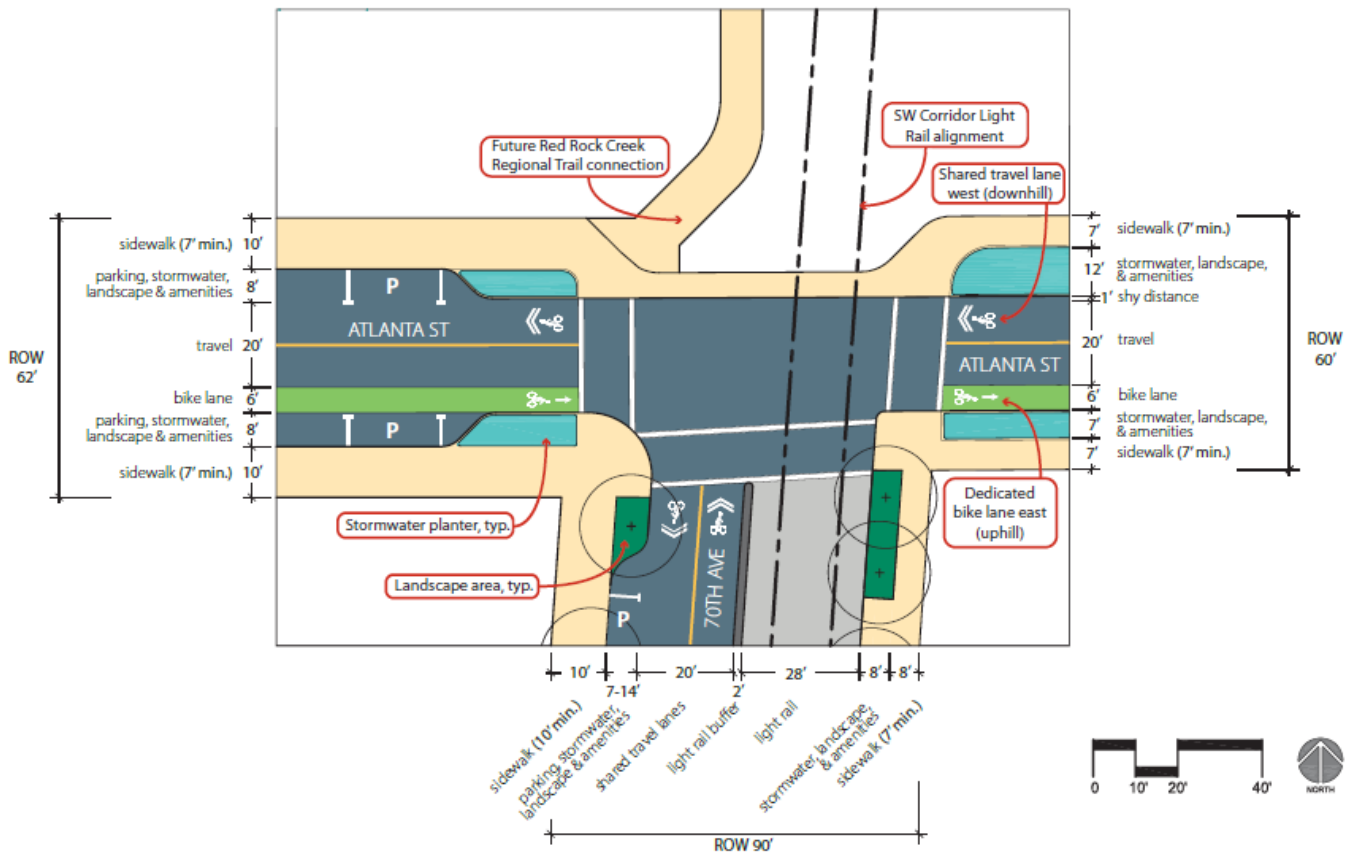 Future Red Rock Creek
Regional Trail connection
SW Corridor Light
Rail alignment
Shared travel lane
west (downhill)
ROW
62'
sidewalk (7' min.) 10'
parking, stormwater,
landscape & amenities 8'
travel 20'
bike lane 6'
parking, stormwater,
landscape & amenities 8'
sidewalk (7' min.) 10'
P
ATLANTA ST
P
7' sidewalk (7' min.)
12' stormwater, landscape,
& amenities
1' shy distance
20' travel
ATLANTA ST
6' bike lane
7' stormwater, landscape,
& amenities
7' sidewalk (7' min.)
ROW
60'
Stormwater planter, typ.
Landscape area, typ.
Dedicated
bike lane east
(uphill)
70TH AVE
P
10'
7-14'
20'
2'
28'
8'
8'
sidewalk (10' min.)
parking, stormwater,
landscape & amenities
shared travel lanes
light rail buffer
light rail
stormwater, landscape,
& amenities
sidewalk (7' min.)
ROW 90'
0 10' 20' 40'
NORTH